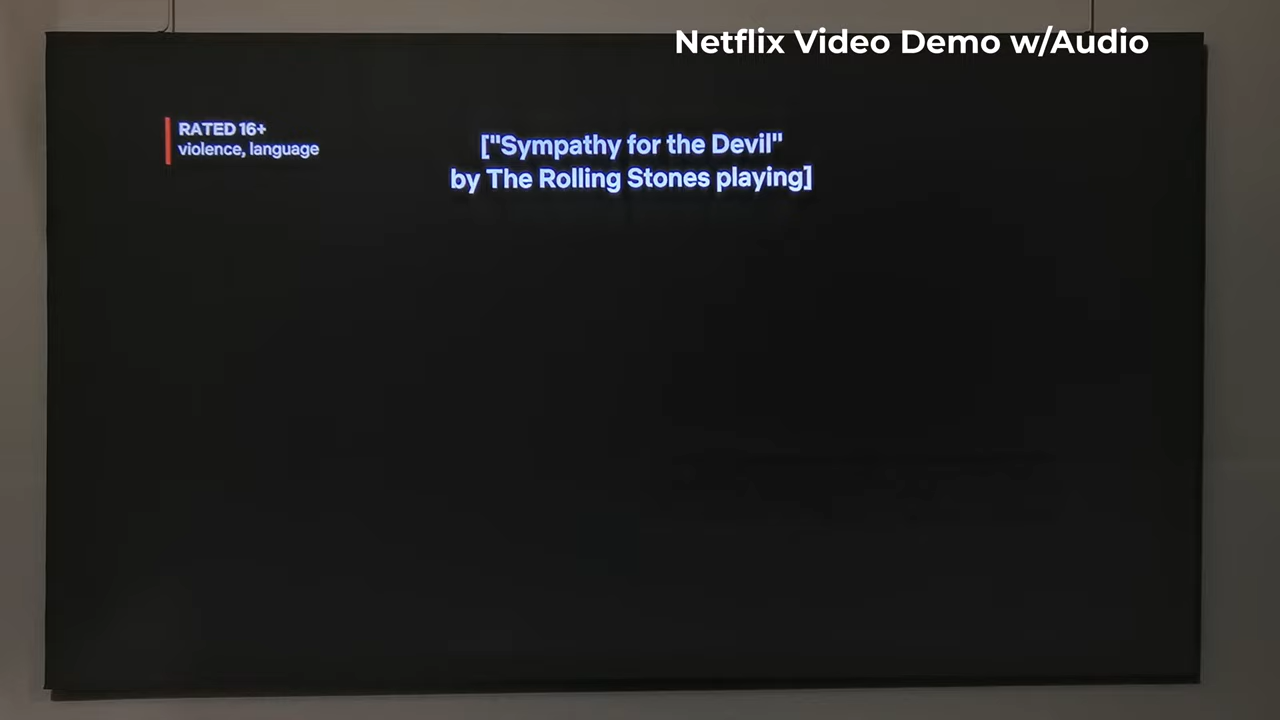 Netflix Video Demo w/Audio
RATED 16+
violence, language
["Sympathy for the Devil"
by The Rolling Stones playing]